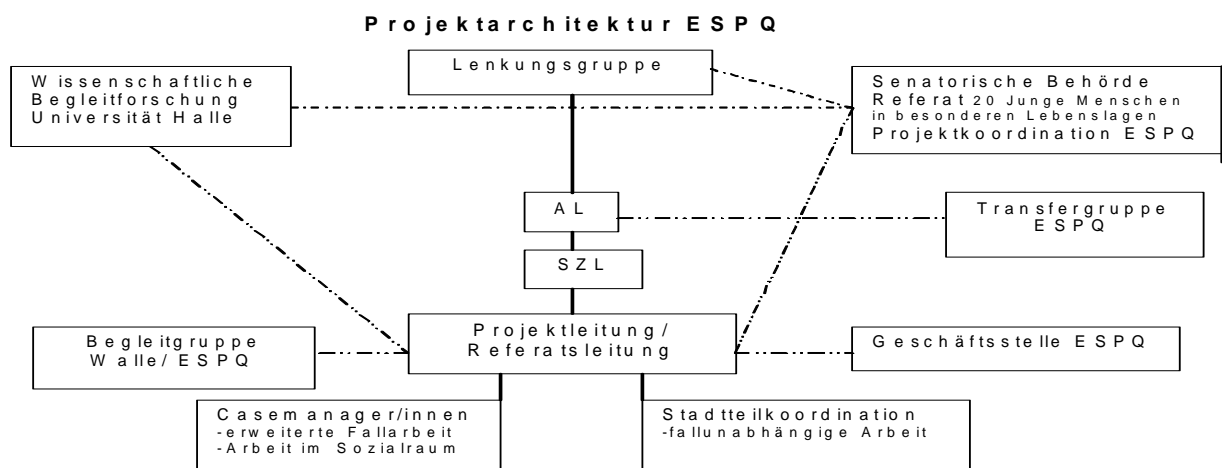 Projektarchitektur ESPQ
Lenkungsgruppe
Wissenschaftliche
Begleitforschung
Universität Halle
Senatorische Behörde
Referat 20 Junge Menschen
in besonderen Lebenslagen
Projektkoordination ESPQ
AL
Transfergruppe
ESPQ
SZL
Projektleitung/
Referatsleitung
Begleitgruppe
Walle/ESPQ
Geschäftsstelle ESPQ
Casemanager/innen
-erweiterte Fallarbeit
-Arbeit im Sozialraum
Stadtteilkoordination
-fallunabhängige Arbeit